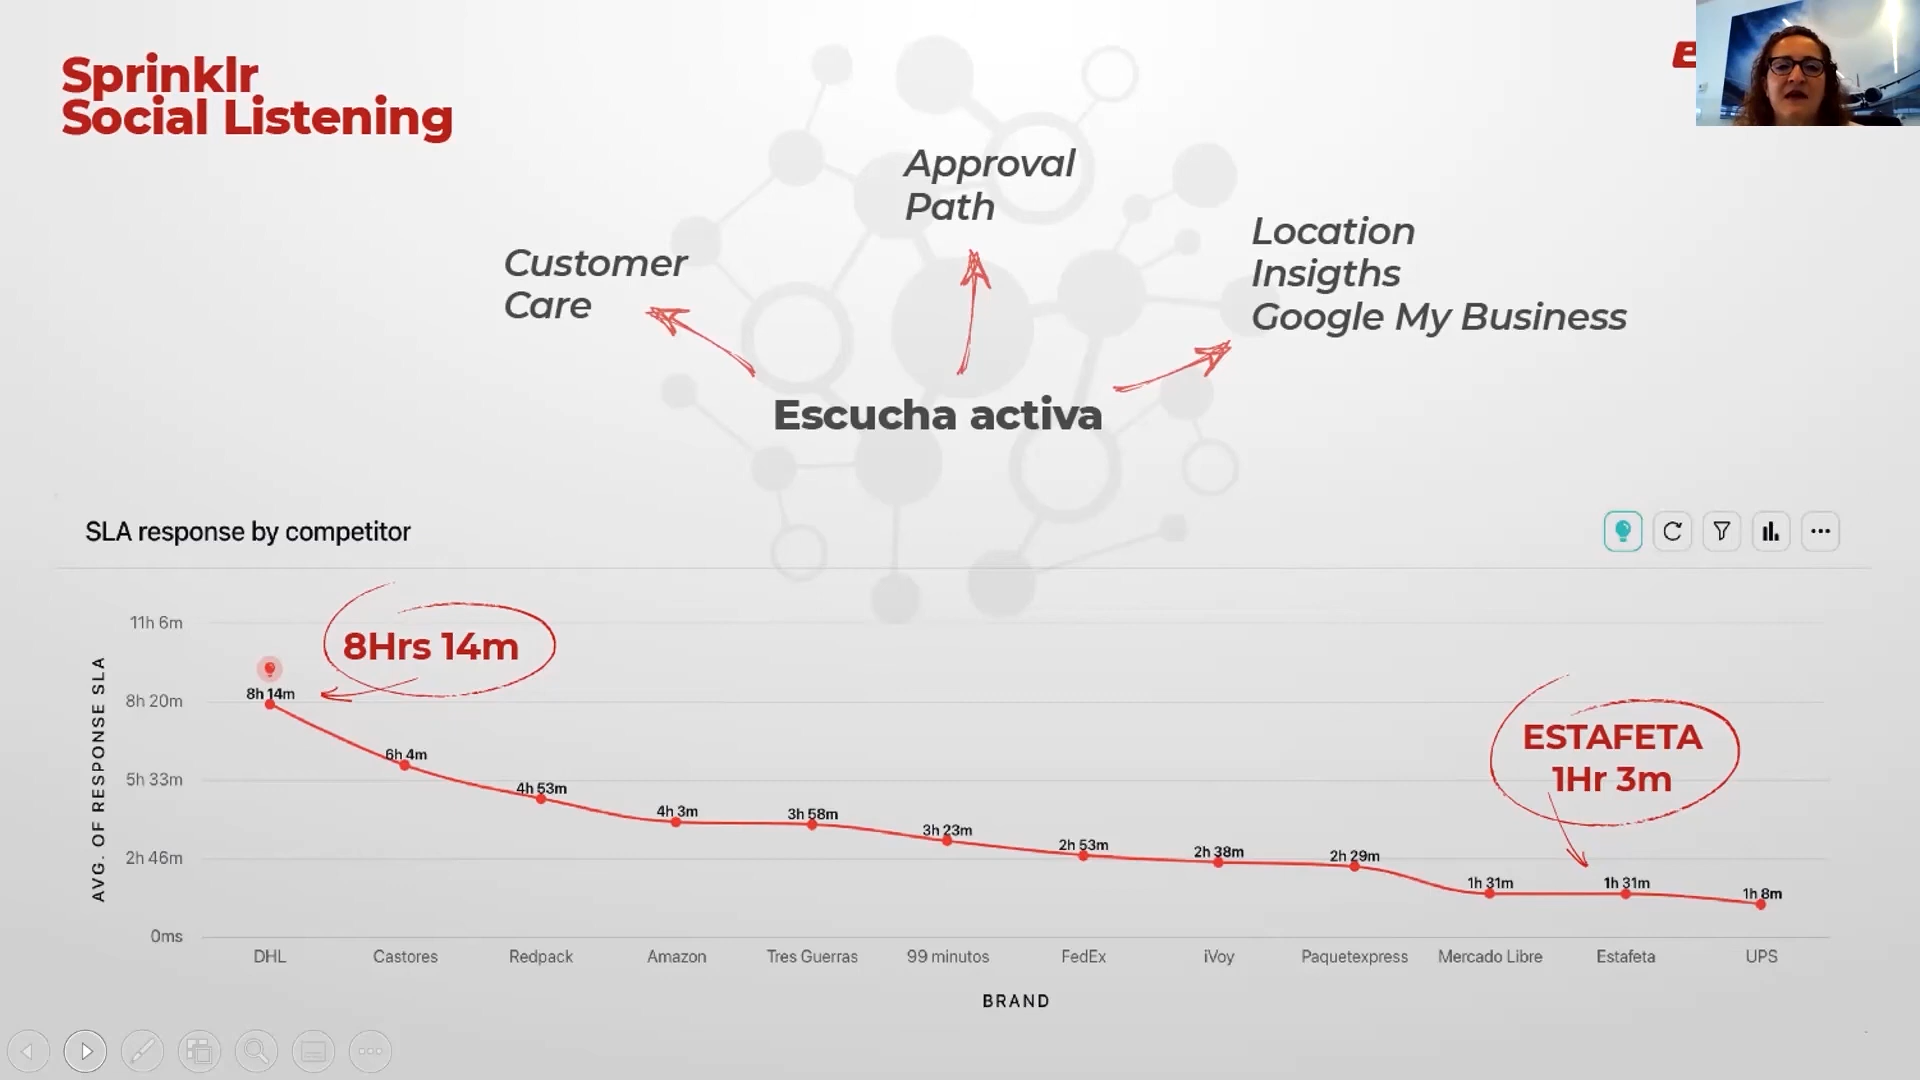 Sprinklr
Social Listening
Approval
Path
Customer
Care
Location
Insigths
Google My Business
Escucha activa
SLA response by competitor
AVG. OF RESPONSE SLA
11h 6m
8h 20m
5h 33m
2h 46m
0ms
8Hrs 14m
ESTAFETA
1Hr 3m
8h 14m
6h 4m
4h 53m
4h 3m
3h 58m
3h 23m
2h 53m
2h 38m
2h 29m
1h 31m
1h 31m
1h 8m
DHL
Castores
Redpack
Amazon
Tres Guerras
99 minutos
FedEx
iVoy
Paquetexpress
Mercado Libre
Estafeta
UPS
BRAND